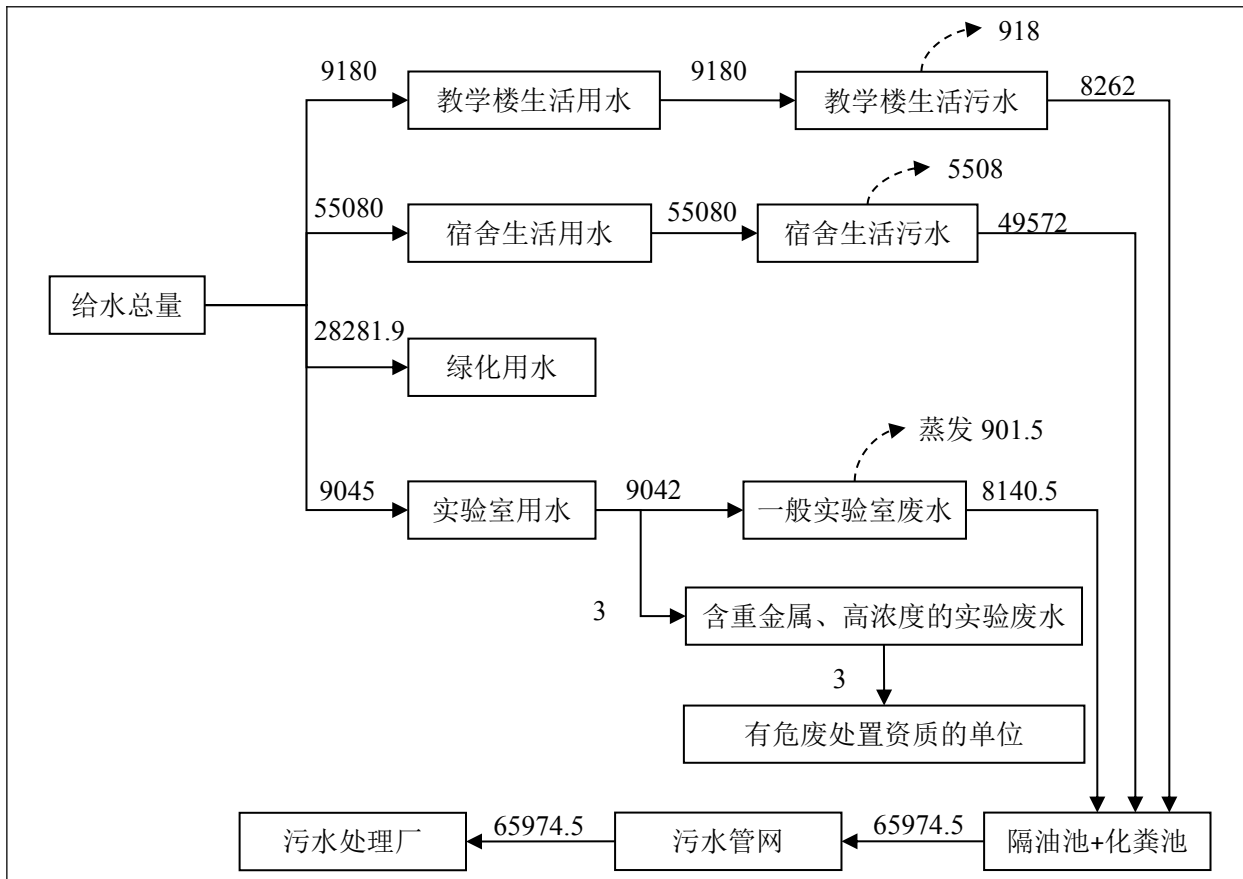 918
9180
9180
8262
教学楼生活用水
教学楼生活污水
5508
55080
55080
49572
宿舍生活用水
宿舍生活污水
给水总量
28281.9
绿化用水
蒸发 901.5
9045
9042
8140.5
实验室用水
一般实验室废水
3
含重金属、高浓度的实验废水
3
有危废处置资质的单位
65974.5
65974.5
污水处理厂
污水管网
隔油池+化粪池